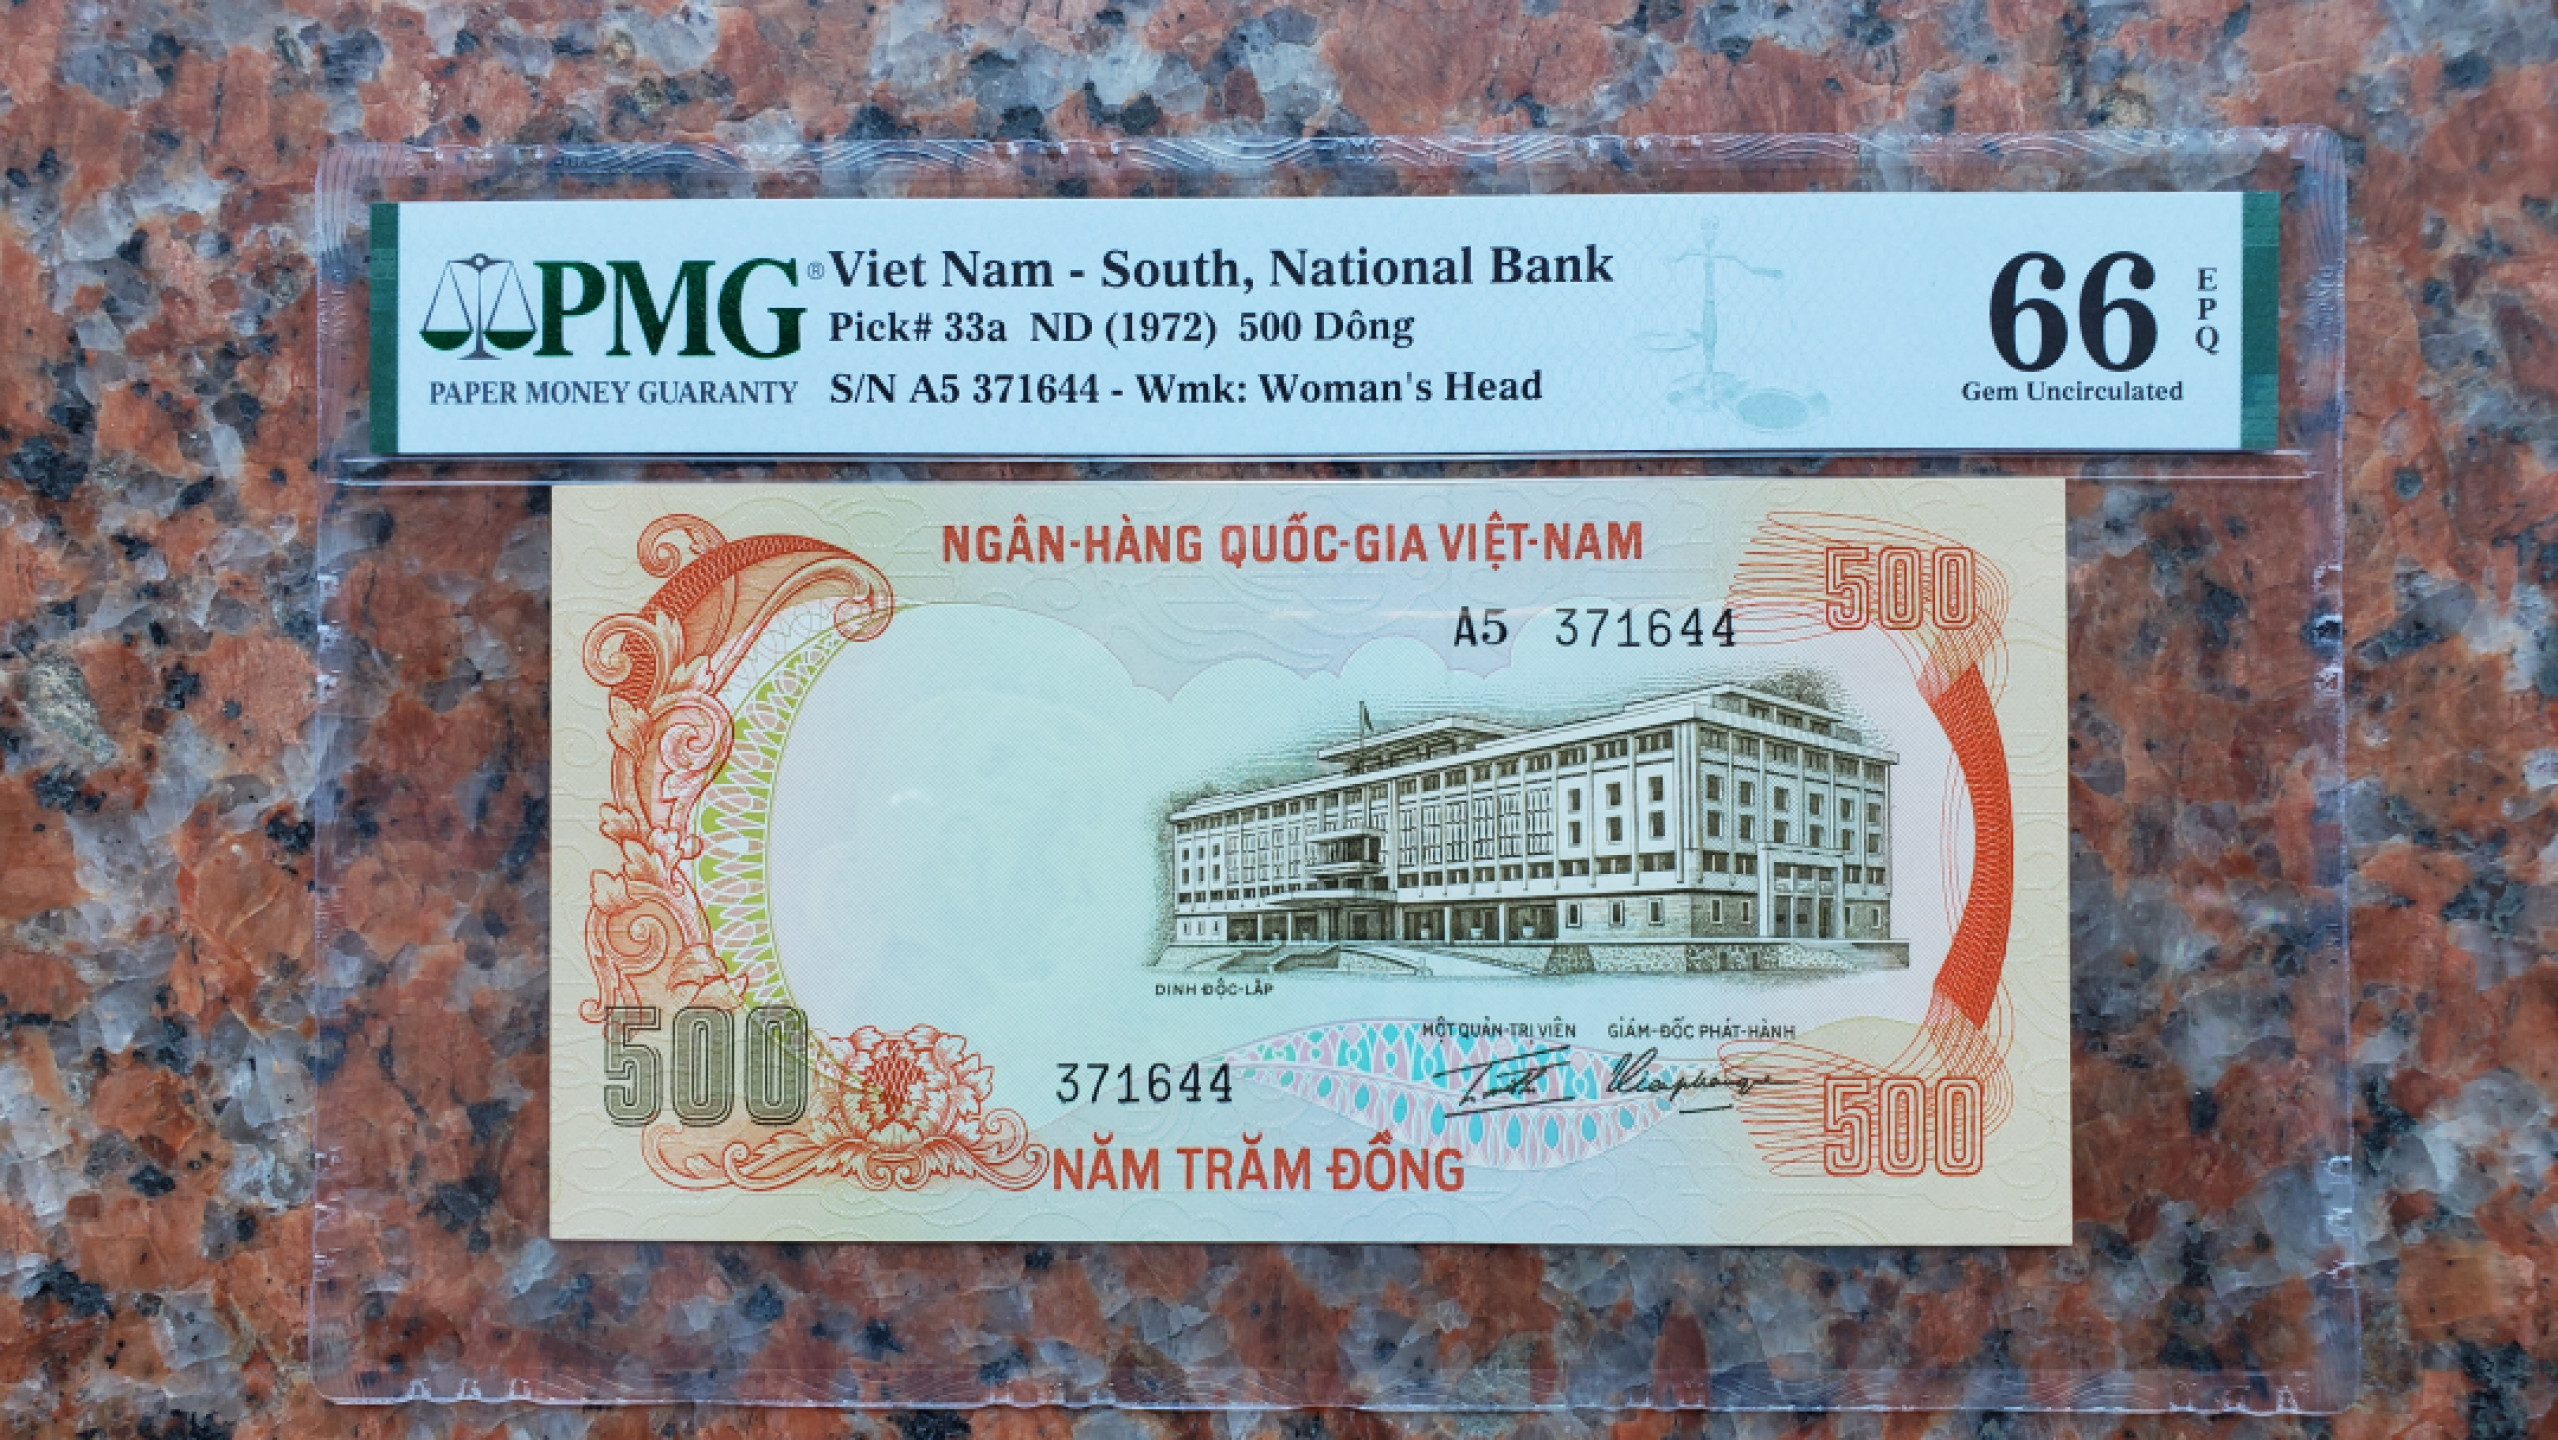 PMG
PMG®
PAPER MONEY GUARANTY
Viet Nam - South, National Bank
Pick# 33a ND (1972) 500 Dông
S/N A5 371644 - Wmk: Woman's Head
66
EPQ
Gem Uncirculated
NGÂN-HÀNG QUỐC-GIA VIỆT-NAM
500
A5 371644
DINH ĐỘC-LẬP
MỘT QUẢN-TRỊ VIÊN GIÁM-ĐỐC PHÁT-HÀNH
500
371644
500
NĂM TRĂM ĐỒNG